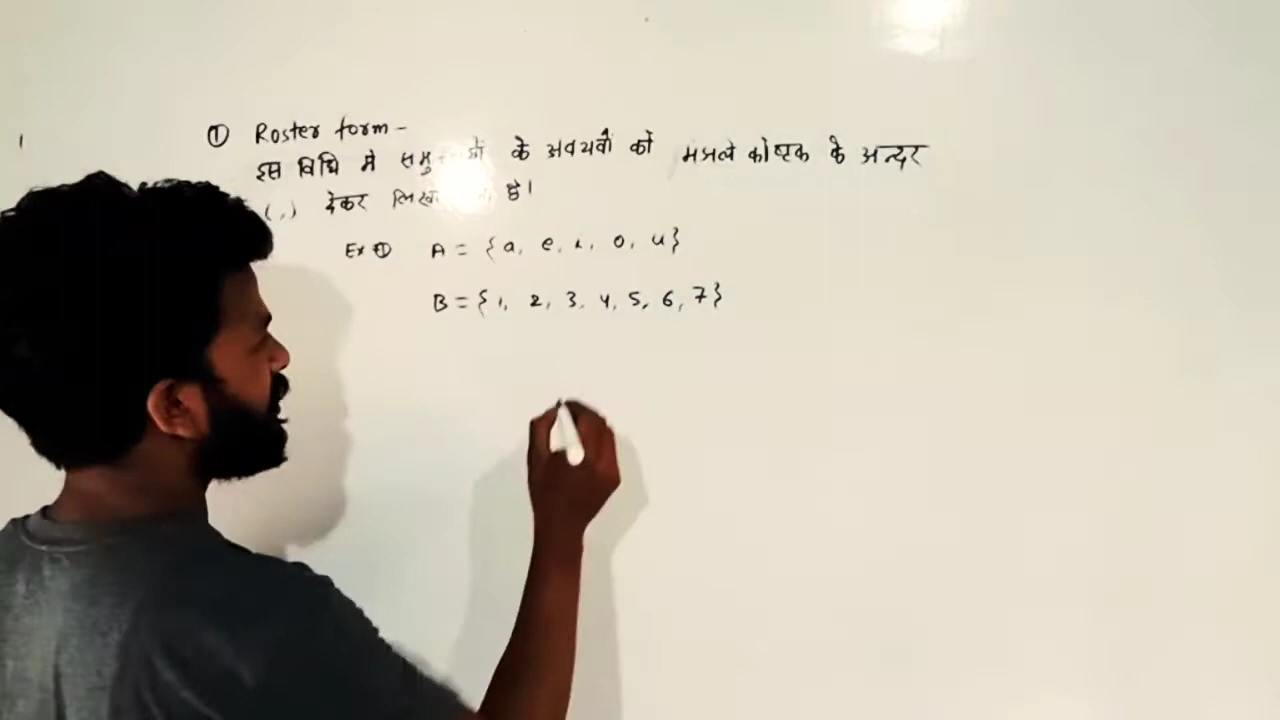 ① Roster form -
इस विधि मे के अवयवों को मझले कोष्टक के अन्दर
(,) देकर है।
Ex ① A = {a, e, i, o, u}
B = {1, 2, 3, 4, 5, 6, 7}